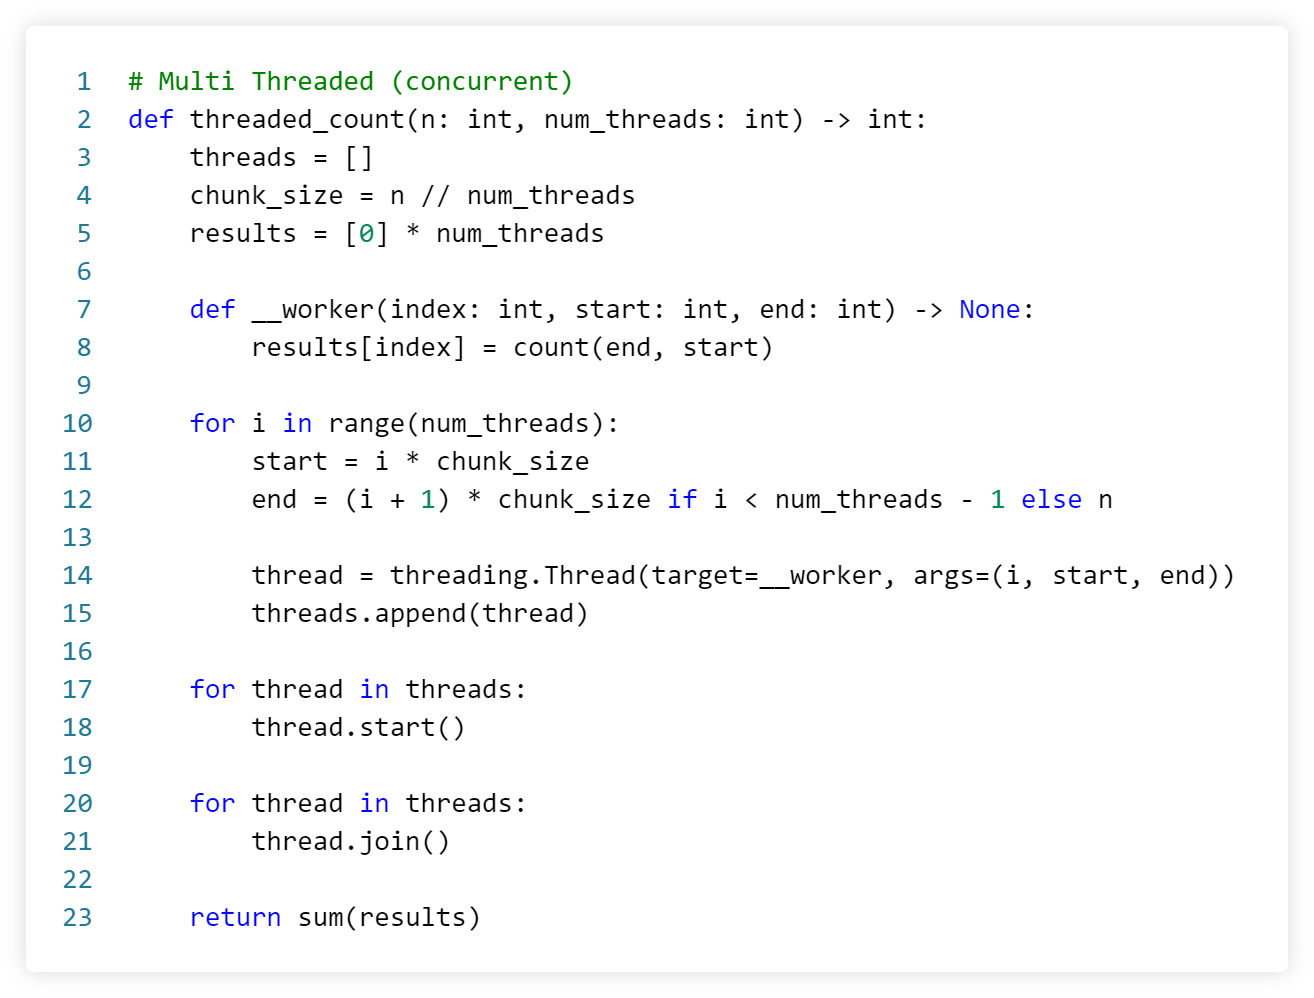 1 # Multi Threaded (concurrent)
2 def threaded_count(n: int, num_threads: int) -> int:
3     threads = []
4     chunk_size = n // num_threads
5     results = [0] * num_threads
6
7     def __worker(index: int, start: int, end: int) -> None:
8         results[index] = count(end, start)
9
10     for i in range(num_threads):
11         start = i * chunk_size
12         end = (i + 1) * chunk_size if i < num_threads - 1 else n
13
14         thread = threading.Thread(target=__worker, args=(i, start, end))
15         threads.append(thread)
16
17     for thread in threads:
18         thread.start()
19
20     for thread in threads:
21         thread.join()
22
23     return sum(results)